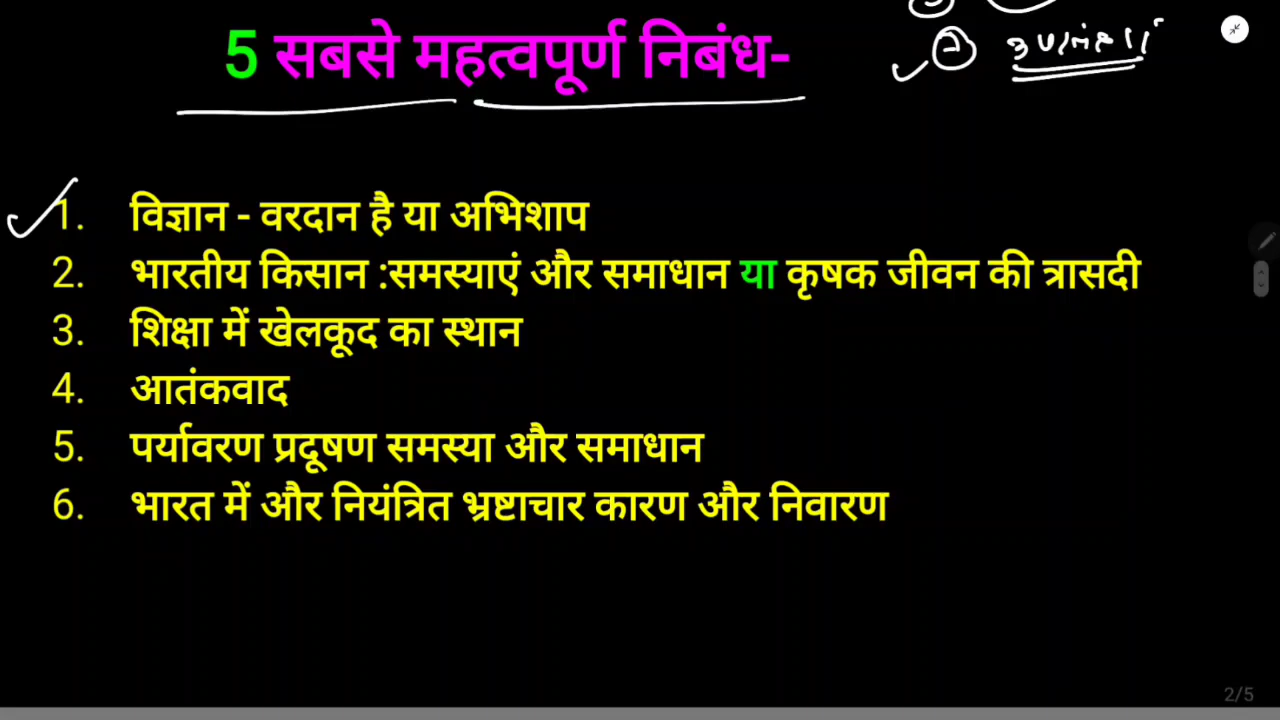 5 सबसे महत्वपूर्ण निबंध-
1. विज्ञान - वरदान है या अभिशाप
2. भारतीय किसान :समस्याएं और समाधान या कृषक जीवन की त्रासदी
3. शिक्षा में खेलकूद का स्थान
4. आतंकवाद
5. पर्यावरण प्रदूषण समस्या और समाधान
6. भारत में और नियंत्रित भ्रष्टाचार कारण और निवारण
2/5